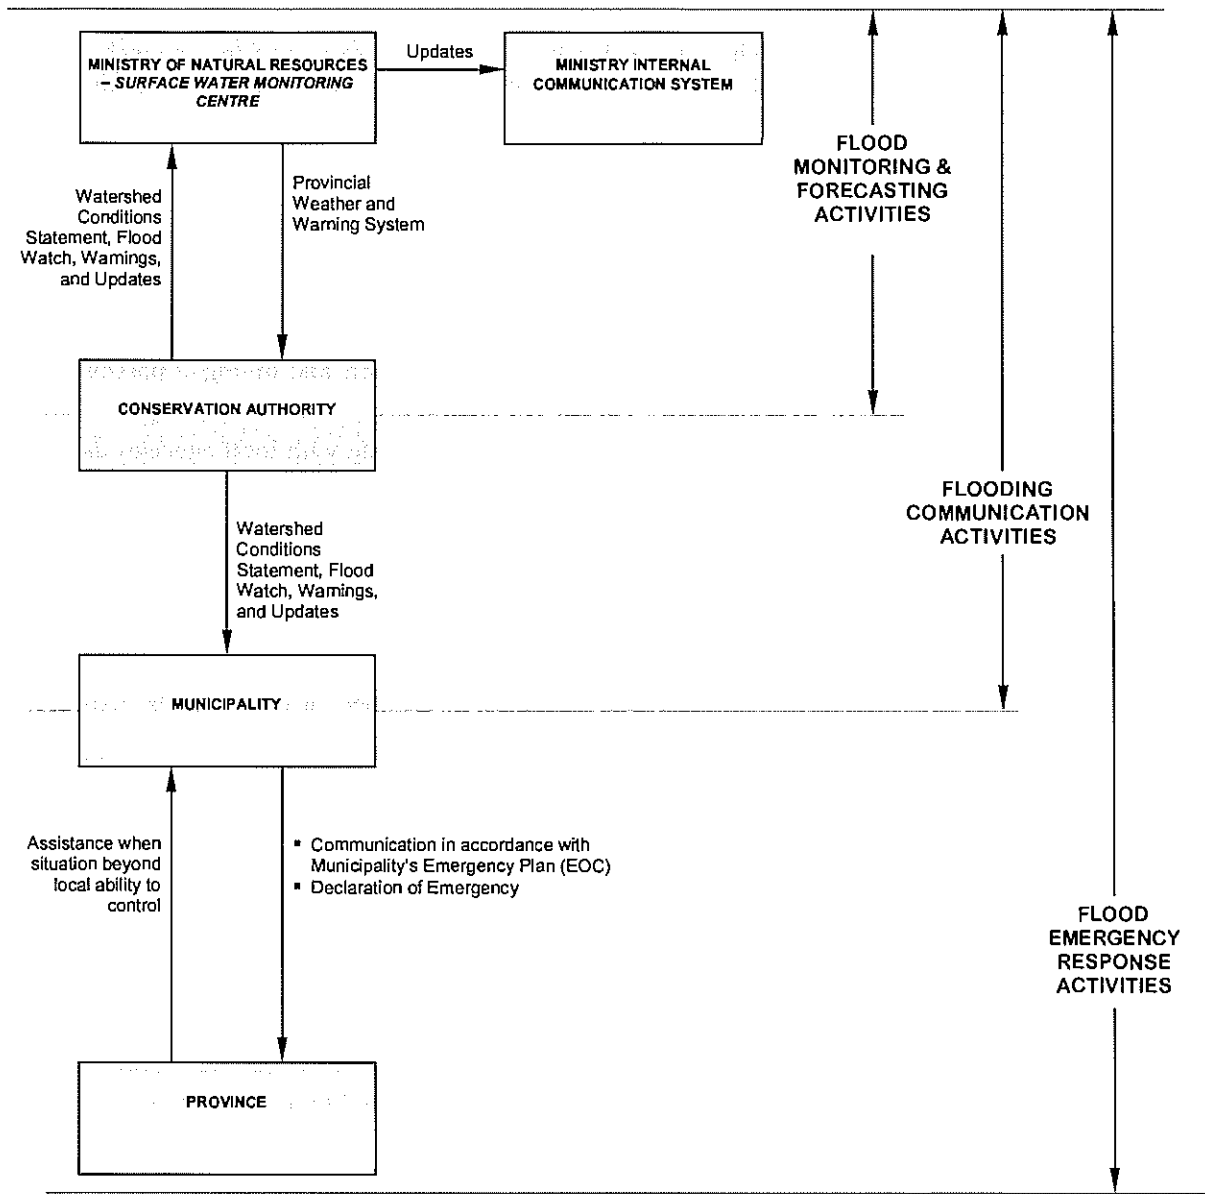 MINISTRY OF NATURAL RESOURCES
– SURFACE WATER MONITORING
CENTRE
Updates
MINISTRY INTERNAL
COMMUNICATION SYSTEM
FLOOD
MONITORING &
FORECASTING
ACTIVITIES
Watershed
Conditions
Statement, Flood
Watch, Warnings,
and Updates
Provincial
Weather and
Warning System
CONSERVATION AUTHORITY
FLOODING
COMMUNICATION
ACTIVITIES
Watershed
Conditions
Statement, Flood
Watch, Warnings,
and Updates
MUNICIPALITY
Assistance when
situation beyond
local ability to
control
▪ Communication in accordance with
Municipality's Emergency Plan (EOC)
▪ Declaration of Emergency
FLOOD
EMERGENCY
RESPONSE
ACTIVITIES
PROVINCE